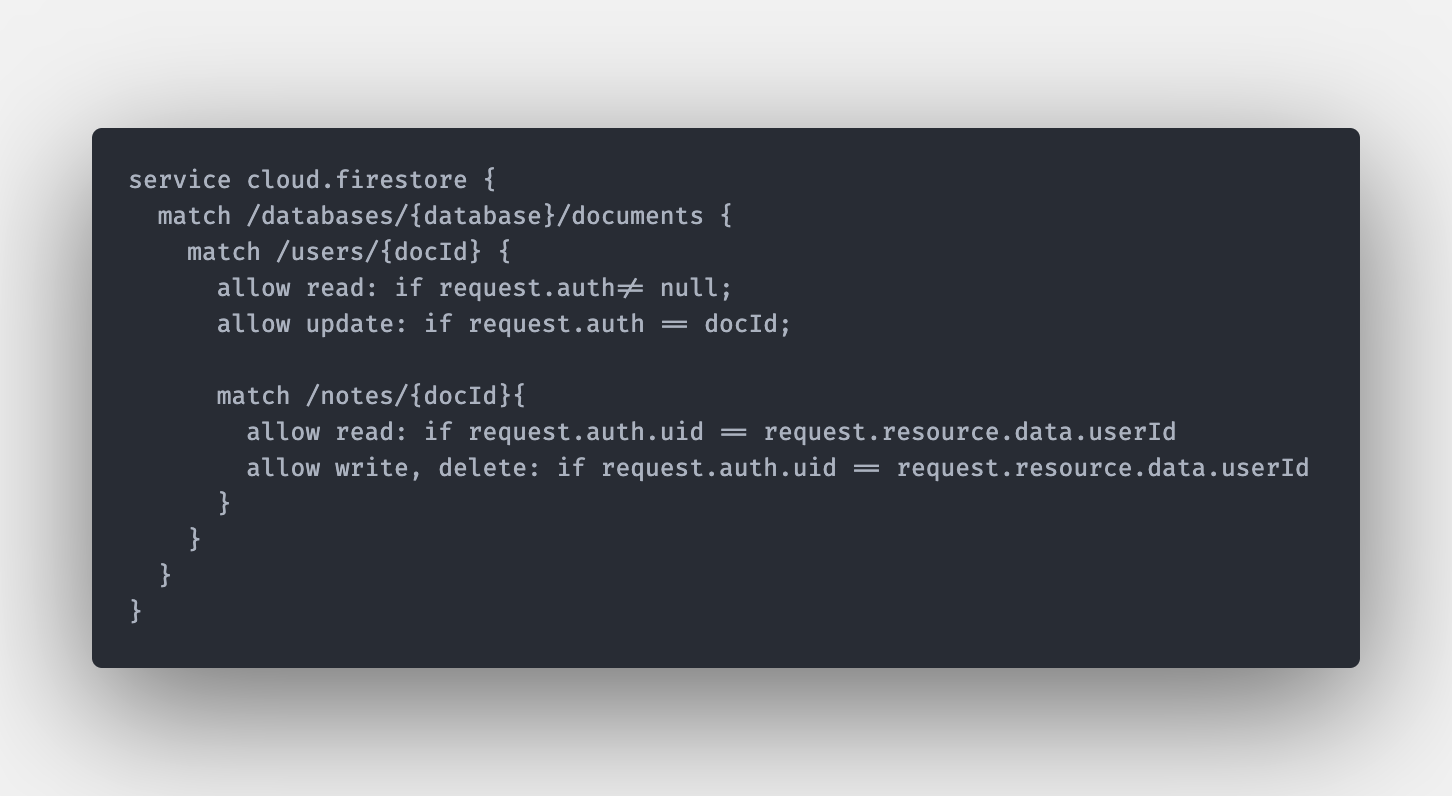 service cloud.firestore {
  match /databases/{database}/documents {
    match /users/{docId} {
      allow read: if request.auth != null;
      allow update: if request.auth == docId;

      match /notes/{docId}{
        allow read: if request.auth.uid == request.resource.data.userId
        allow write, delete: if request.auth.uid == request.resource.data.userId
      }
    }
  }
}